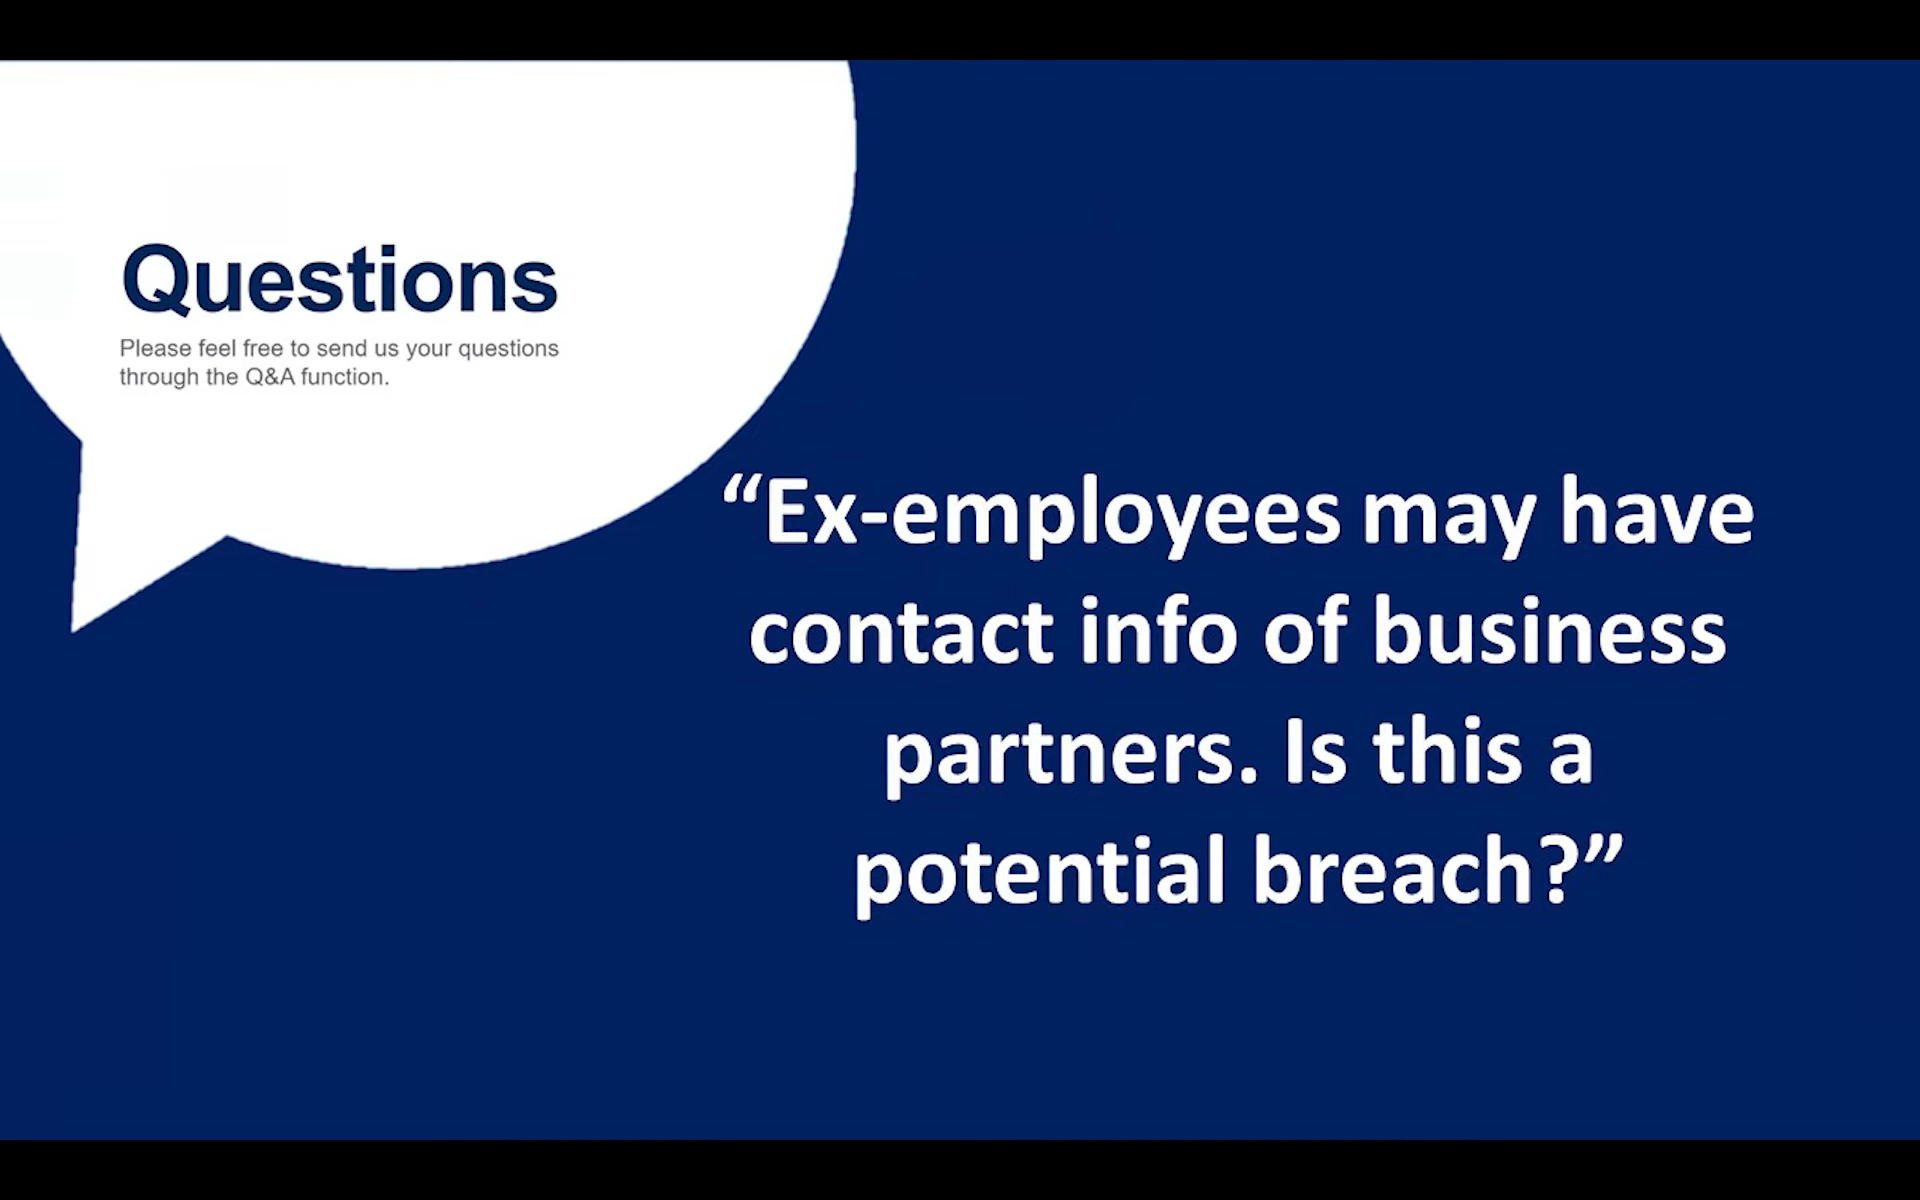 Questions
Please feel free to send us your questions
through the Q&A function.
“Ex-employees may have
contact info of business
partners. Is this a
potential breach?”